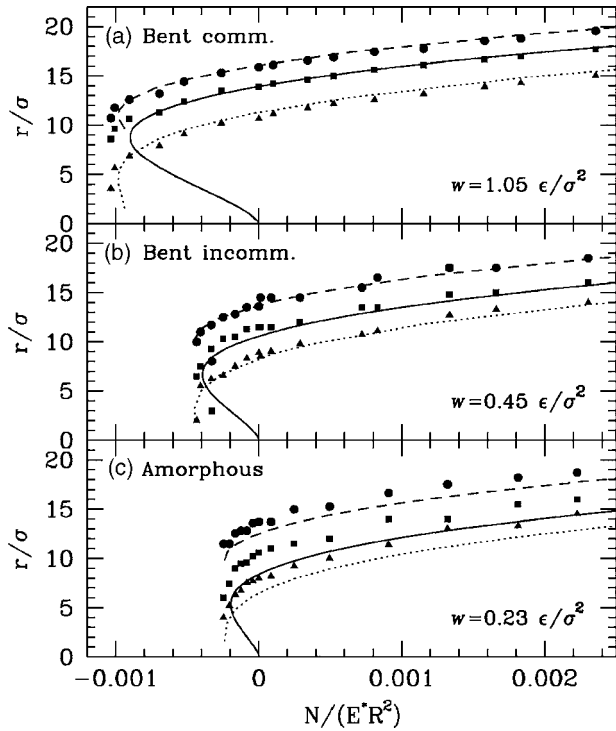 20
(a) Bent comm.
15
r/σ
10
5
w=1.05 ϵ/σ²
0
20
(b) Bent incomm.
15
r/σ
10
5
w=0.45 ϵ/σ²
0
20
(c) Amorphous
15
r/σ
10
5
w=0.23 ϵ/σ²
0
-0.001 0 0.001 0.002
N/(E*R²)